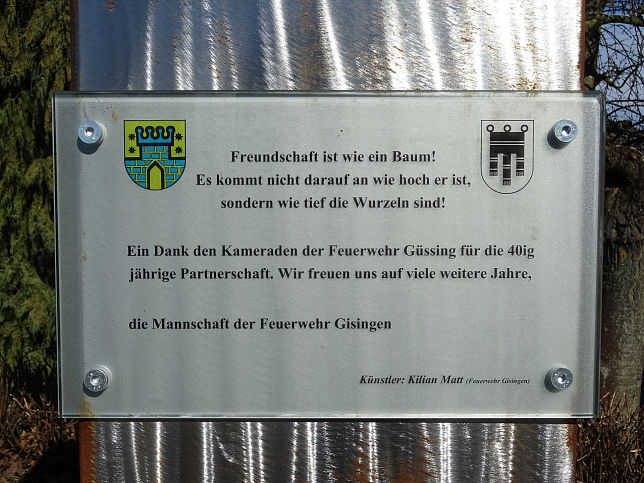 Freundschaft ist wie ein Baum!
Es kommt nicht darauf an wie hoch er ist,
sondern wie tief die Wurzeln sind!
Ein Dank den Kameraden der Feuerwehr Güssing für die 40ig
jährige Partnerschaft. Wir freuen uns auf viele weitere Jahre,
die Mannschaft der Feuerwehr Gisingen
Künstler: Kilian Matt (Feuerwehr Gisingen)